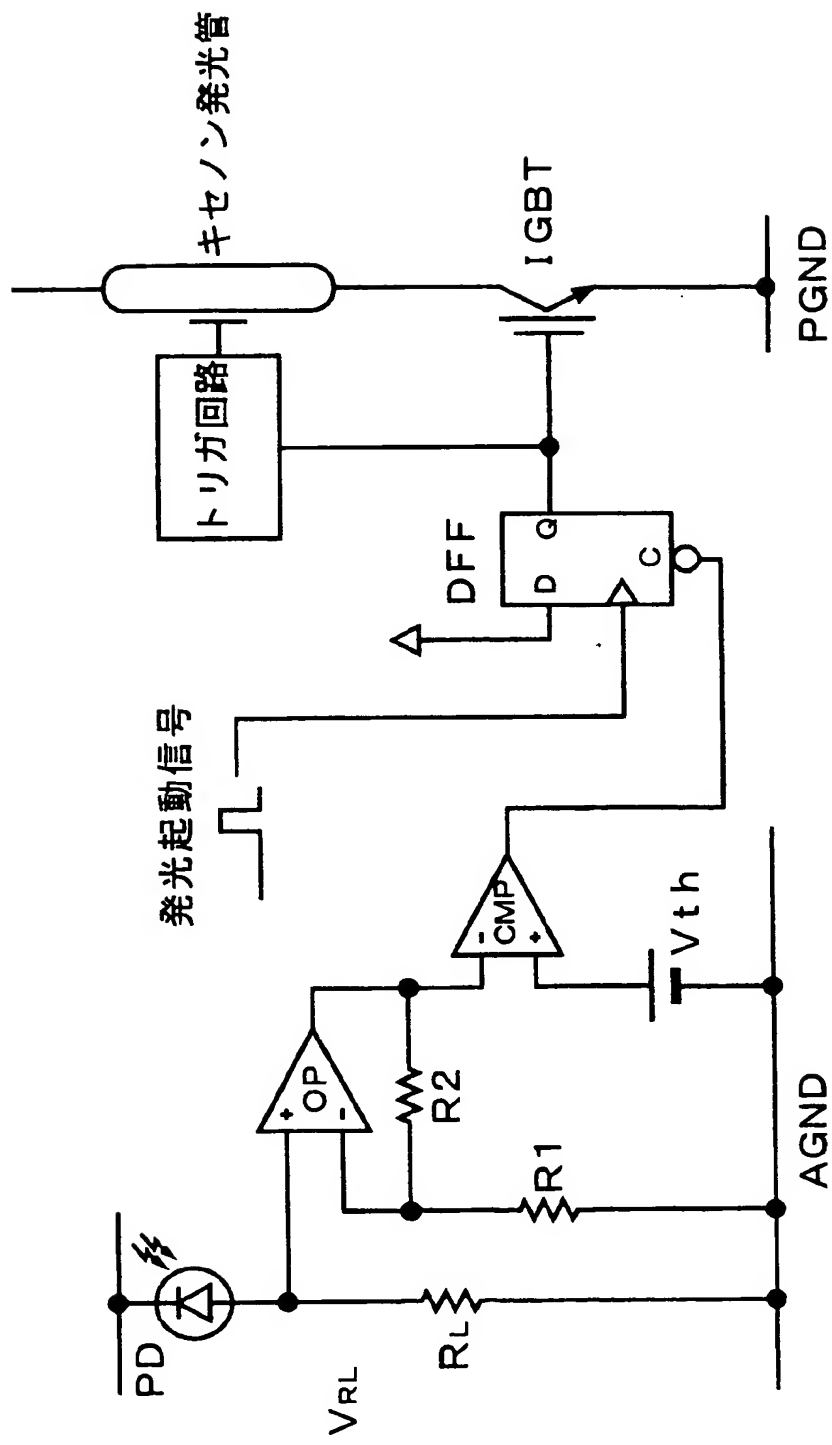 PD
VRL
RL
R1
R2
+
OP
-
AGND
-
CMP
+
Vth
発光起動信号
DFF
D
Q
C
トリガ回路
キセノン発光管
IGBT
PGND